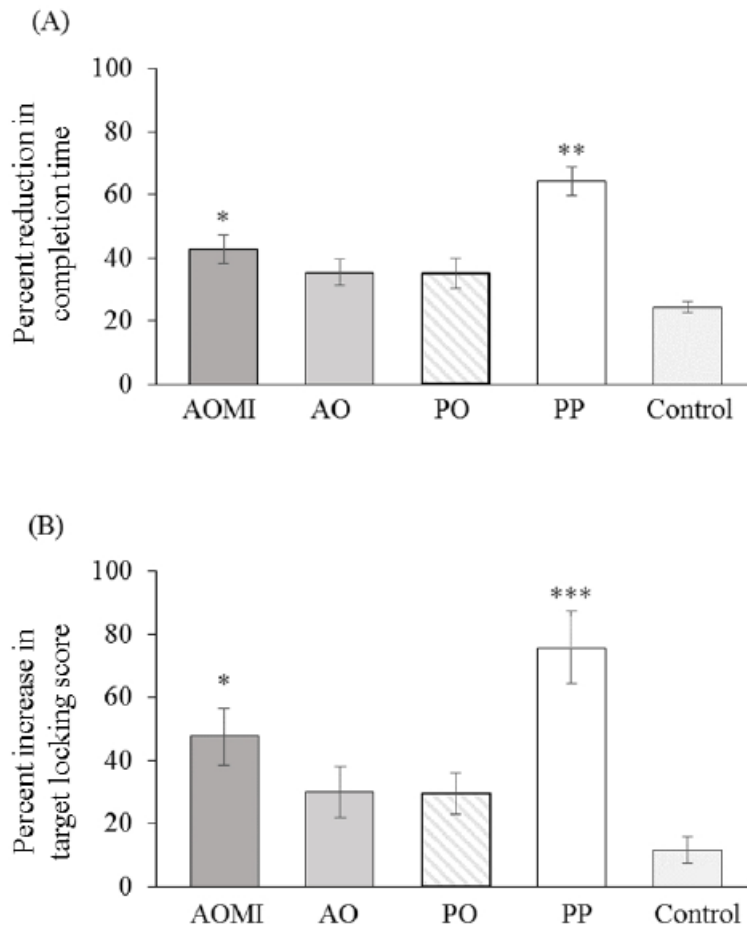 (A)
Percent reduction in
completion time
100
80
60
40
20
0
*
**
AOMI AO PO PP Control
(B)
Percent increase in
target locking score
100
80
60
40
20
0
*
***
AOMI AO PO PP Control